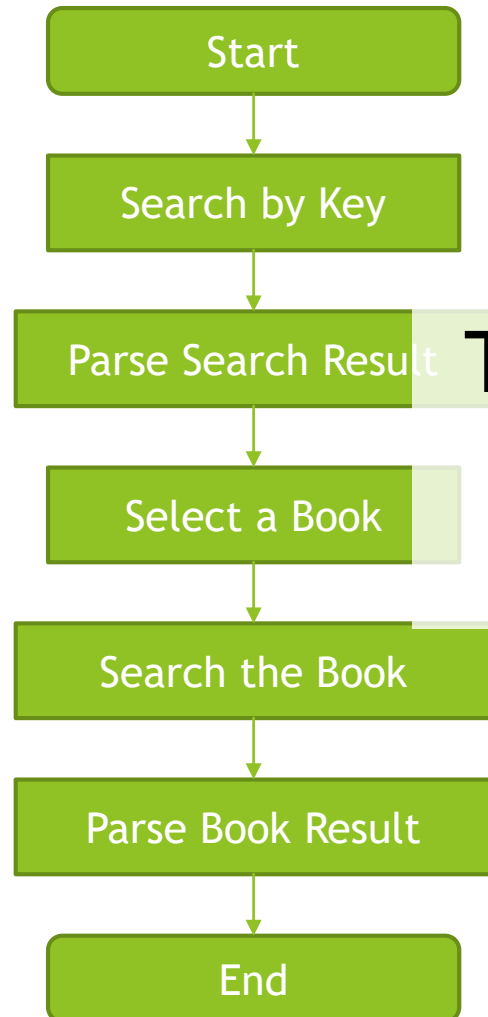 Start
Search by Key
Parse Search Result
T
Select a Book
Search the Book
Parse Book Result
End